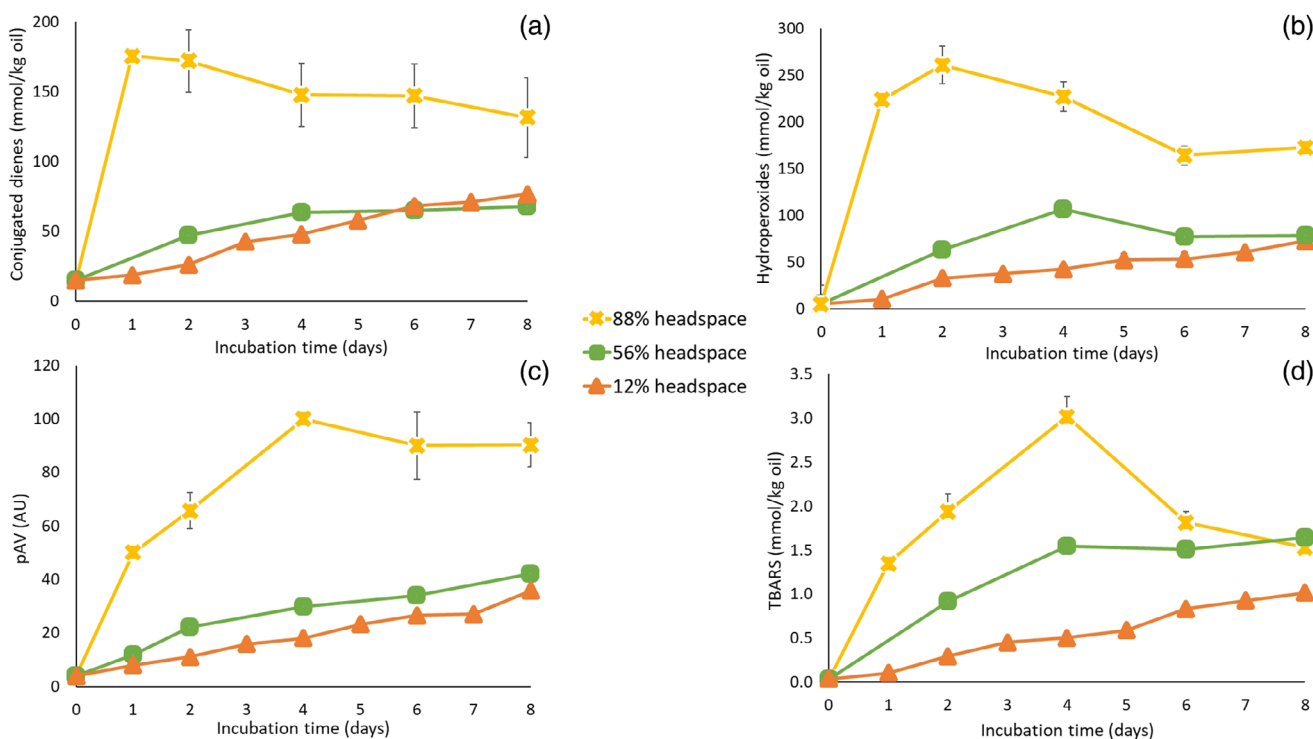 (a)
Conjugated dienes (mmol/kg oil)
200
150
100
50
0
0 1 2 3 4 5 6 7 8
Incubation time (days)
(b)
Hydroperoxides (mmol/kg oil)
300
250
200
150
100
50
0
0 1 2 3 4 5 6 7 8
Incubation time (days)
88% headspace
56% headspace
12% headspace
(c)
pAV (AU)
120
100
80
60
40
20
0
0 1 2 3 4 5 6 7 8
Incubation time (days)
(d)
TBARS (mmol/kg oil)
3.5
3.0
2.5
2.0
1.5
1.0
0.5
0.0
0 1 2 3 4 5 6 7 8
Incubation time (days)